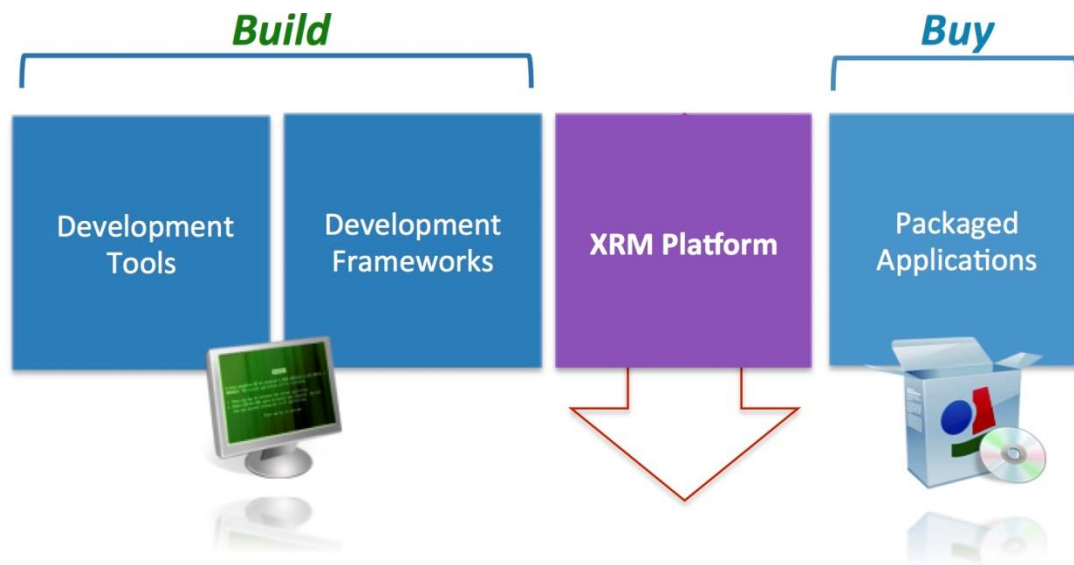 Build
Buy
Development
Tools
Development
Frameworks
XRM Platform
Packaged
Applications